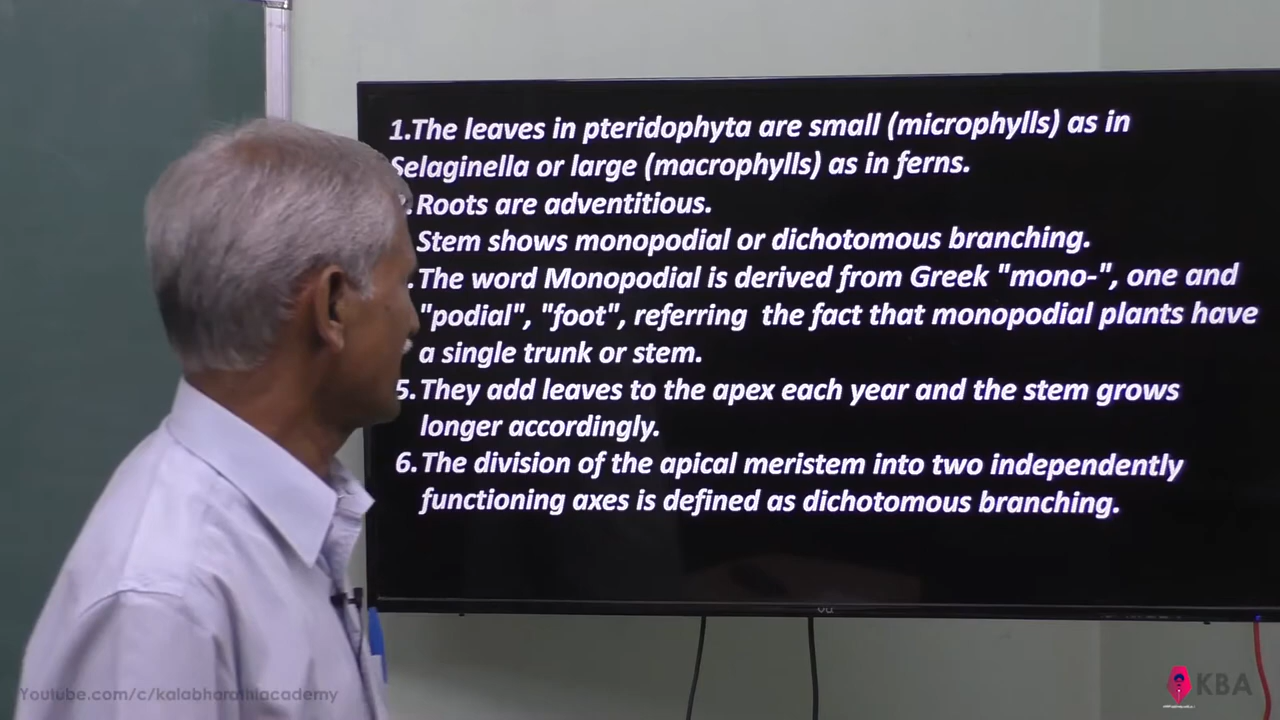 1.The leaves in pteridophyta are small (microphylls) as in
Selaginella or large (macrophylls) as in ferns.
.Roots are adventitious.
Stem shows monopodial or dichotomous branching.
.The word Monopodial is derived from Greek "mono-", one and
"podial", "foot", referring the fact that monopodial plants have
a single trunk or stem.
5.They add leaves to the apex each year and the stem grows
longer accordingly.
6.The division of the apical meristem into two independently
functioning axes is defined as dichotomous branching.
Youtube.com/c/kalabharathiacademy
KBA